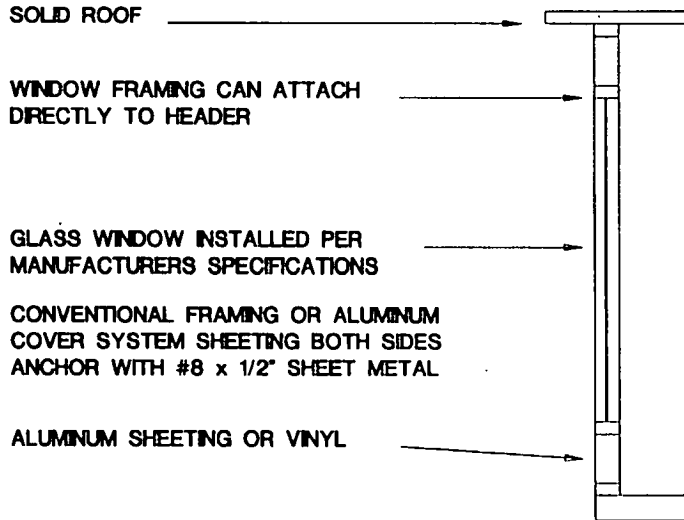 SOLID ROOF
WINDOW FRAMING CAN ATTACH
DIRECTLY TO HEADER
GLASS WINDOW INSTALLED PER
MANUFACTURERS SPECIFICATIONS
CONVENTIONAL FRAMING OR ALUMINUM
COVER SYSTEM SHEETING BOTH SIDES
ANCHOR WITH #8 x 1/2" SHEET METAL
ALUMINUM SHEETING OR VINYL